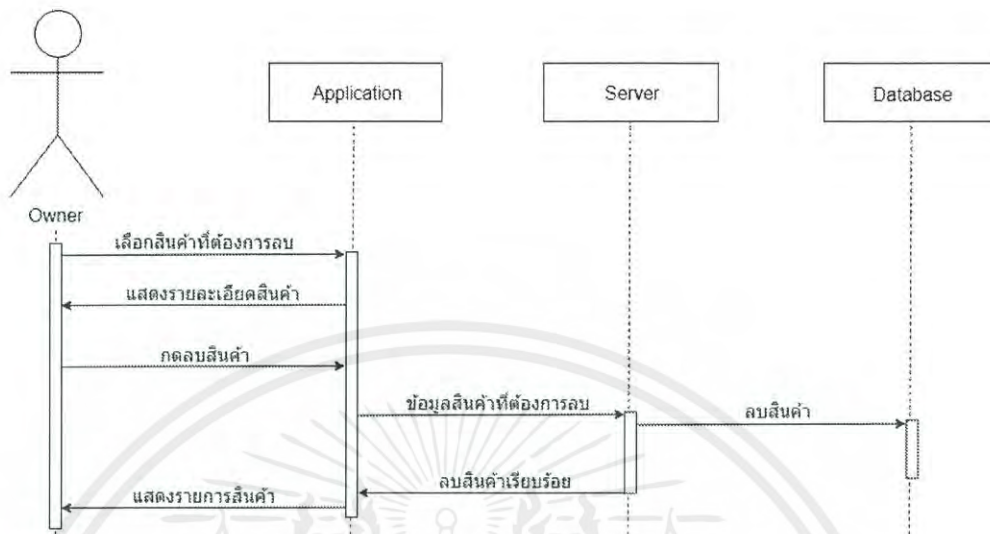 Application
Server
Database
Owner
เลือกสินค้าที่ต้องการลบ
แสดงรายละเอียดสินค้า
กดลบสินค้า
ข้อมูลสินค้าที่ต้องการลบ
ลบสินค้า
ลบสินค้าเรียบร้อย
แสดงรายการสินค้า